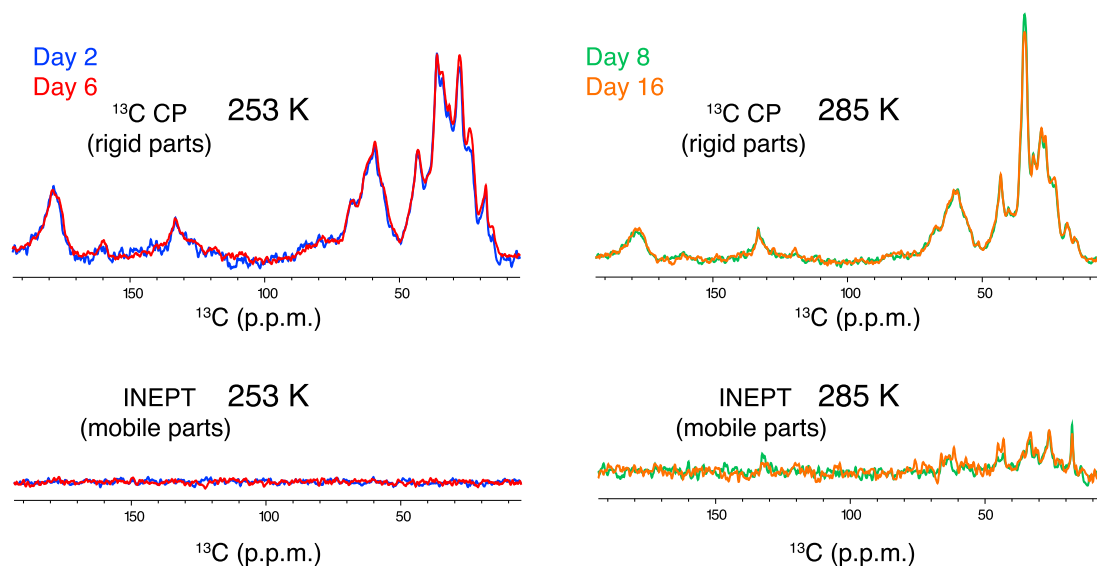 Day 2
Day 6
¹³C CP 253 K
(rigid parts)
150 100 50
¹³C (p.p.m.)
Day 8
Day 16
¹³C CP 285 K
(rigid parts)
150 100 50
¹³C (p.p.m.)
INEPT 253 K
(mobile parts)
150 100 50
¹³C (p.p.m.)
INEPT 285 K
(mobile parts)
150 100 50
¹³C (p.p.m.)